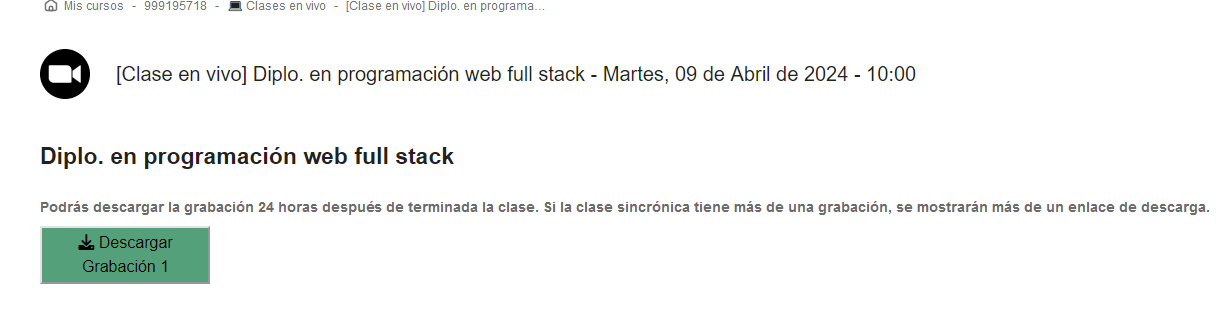 Mis cursos - 999195718 - Clases en vivo - [Clase en vivo] Diplo. en programa...
[Clase en vivo] Diplo. en programación web full stack - Martes, 09 de Abril de 2024 - 10:00
Diplo. en programación web full stack
Podrás descargar la grabación 24 horas después de terminada la clase. Si la clase sincrónica tiene más de una grabación, se mostrarán más de un enlace de descarga.
Descargar
Grabación 1